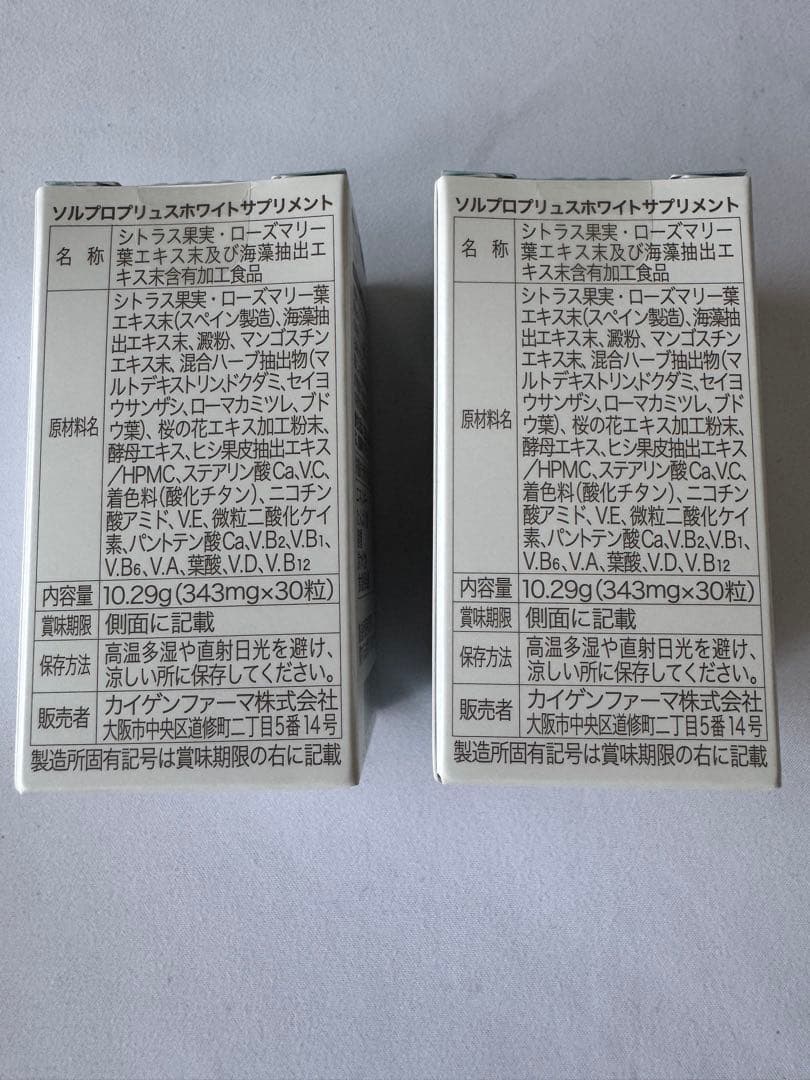 ソルプロプリュスホワイトサプリメント
名称
シトラス果実・ローズマリー
葉エキス末及び海藻抽出エ
キス末含有加工食品
原材料名
シトラス果実・ローズマリー葉
エキス末(スペイン製造)、海藻抽
出エキス末、澱粉、マンゴスチン
エキス末、混合ハーブ抽出物(マ
ルトデキストリン、ドクダミ、セイヨ
ウサンザシ、ローマカミツレ、ブド
ウ葉)、桜の花エキス加工粉末、
酵母エキス、ヒシ果皮抽出エキス
/HPMC、ステアリン酸Ca、V.C、
着色料(酸化チタン)、ニコチン
酸アミド、V.E、微粒二酸化ケイ
素、パントテン酸Ca、V.B2、V.B1、
V.B6、V.A、葉酸、V.D、V.B12
内容量 10.29g(343mg×30粒)
賞味期限 側面に記載
保存方法
高温多湿や直射日光を避け、
涼しい所に保存してください。
販売者
カイゲンファーマ株式会社
大阪市中央区道修町二丁目5番14号
製造所固有記号は賞味期限の右に記載
ソルプロプリュスホワイトサプリメント
名称
シトラス果実・ローズマリー
葉エキス末及び海藻抽出エ
キス末含有加工食品
原材料名
シトラス果実・ローズマリー葉
エキス末(スペイン製造)、海藻抽
出エキス末、澱粉、マンゴスチン
エキス末、混合ハーブ抽出物(マ
ルトデキストリン、ドクダミ、セイヨ
ウサンザシ、ローマカミツレ、ブド
ウ葉)、桜の花エキス加工粉末、
酵母エキス、ヒシ果皮抽出エキス
/HPMC、ステアリン酸Ca、V.C、
着色料(酸化チタン)、ニコチン
酸アミド、V.E、微粒二酸化ケイ
素、パントテン酸Ca、V.B2、V.B1、
V.B6、V.A、葉酸、V.D、V.B12
内容量 10.29g(343mg×30粒)
賞味期限 側面に記載
保存方法
高温多湿や直射日光を避け、
涼しい所に保存してください。
販売者
カイゲンファーマ株式会社
大阪市中央区道修町二丁目5番14号
製造所固有記号は賞味期限の右に記載